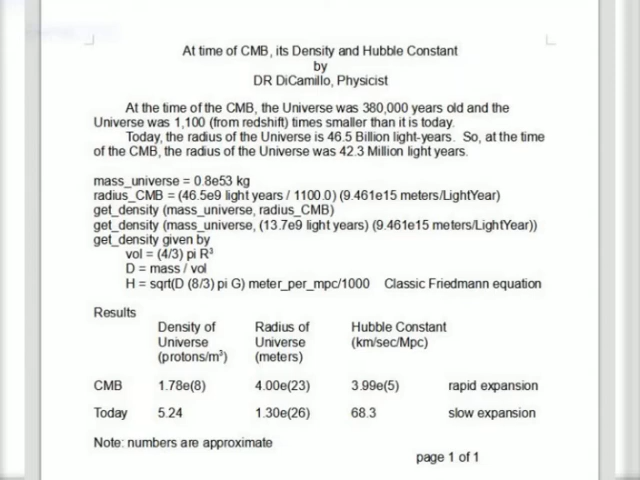 At time of CMB, its Density and Hubble Constant
by
DR DiCamillo, Physicist
At the time of the CMB, the Universe was 380,000 years old and the
Universe was 1,100 (from redshift) times smaller than it is today.
Today, the radius of the Universe is 46.5 Billion light-years. So, at the time
of the CMB, the radius of the Universe was 42.3 Million light years.
mass_universe = 0.8e53 kg
radius_CMB = (46.5e9 light years / 1100.0) (9.461e15 meters/LightYear)
get_density (mass_universe, radius_CMB)
get_density (mass_universe, (13.7e9 light years) (9.461e15 meters/LightYear))
get_density given by
vol = (4/3) pi R³
D = mass / vol
H = sqrt(D (8/3) pi G) meter_per_mpc/1000 Classic Friedmann equation
Results
Density of Radius of Hubble Constant
Universe Universe (km/sec/Mpc)
(protons/m³) (meters)
CMB 1.78e(8) 4.00e(23) 3.99e(5) rapid expansion
Today 5.24 1.30e(26) 68.3 slow expansion
Note: numbers are approximate
page 1 of 1